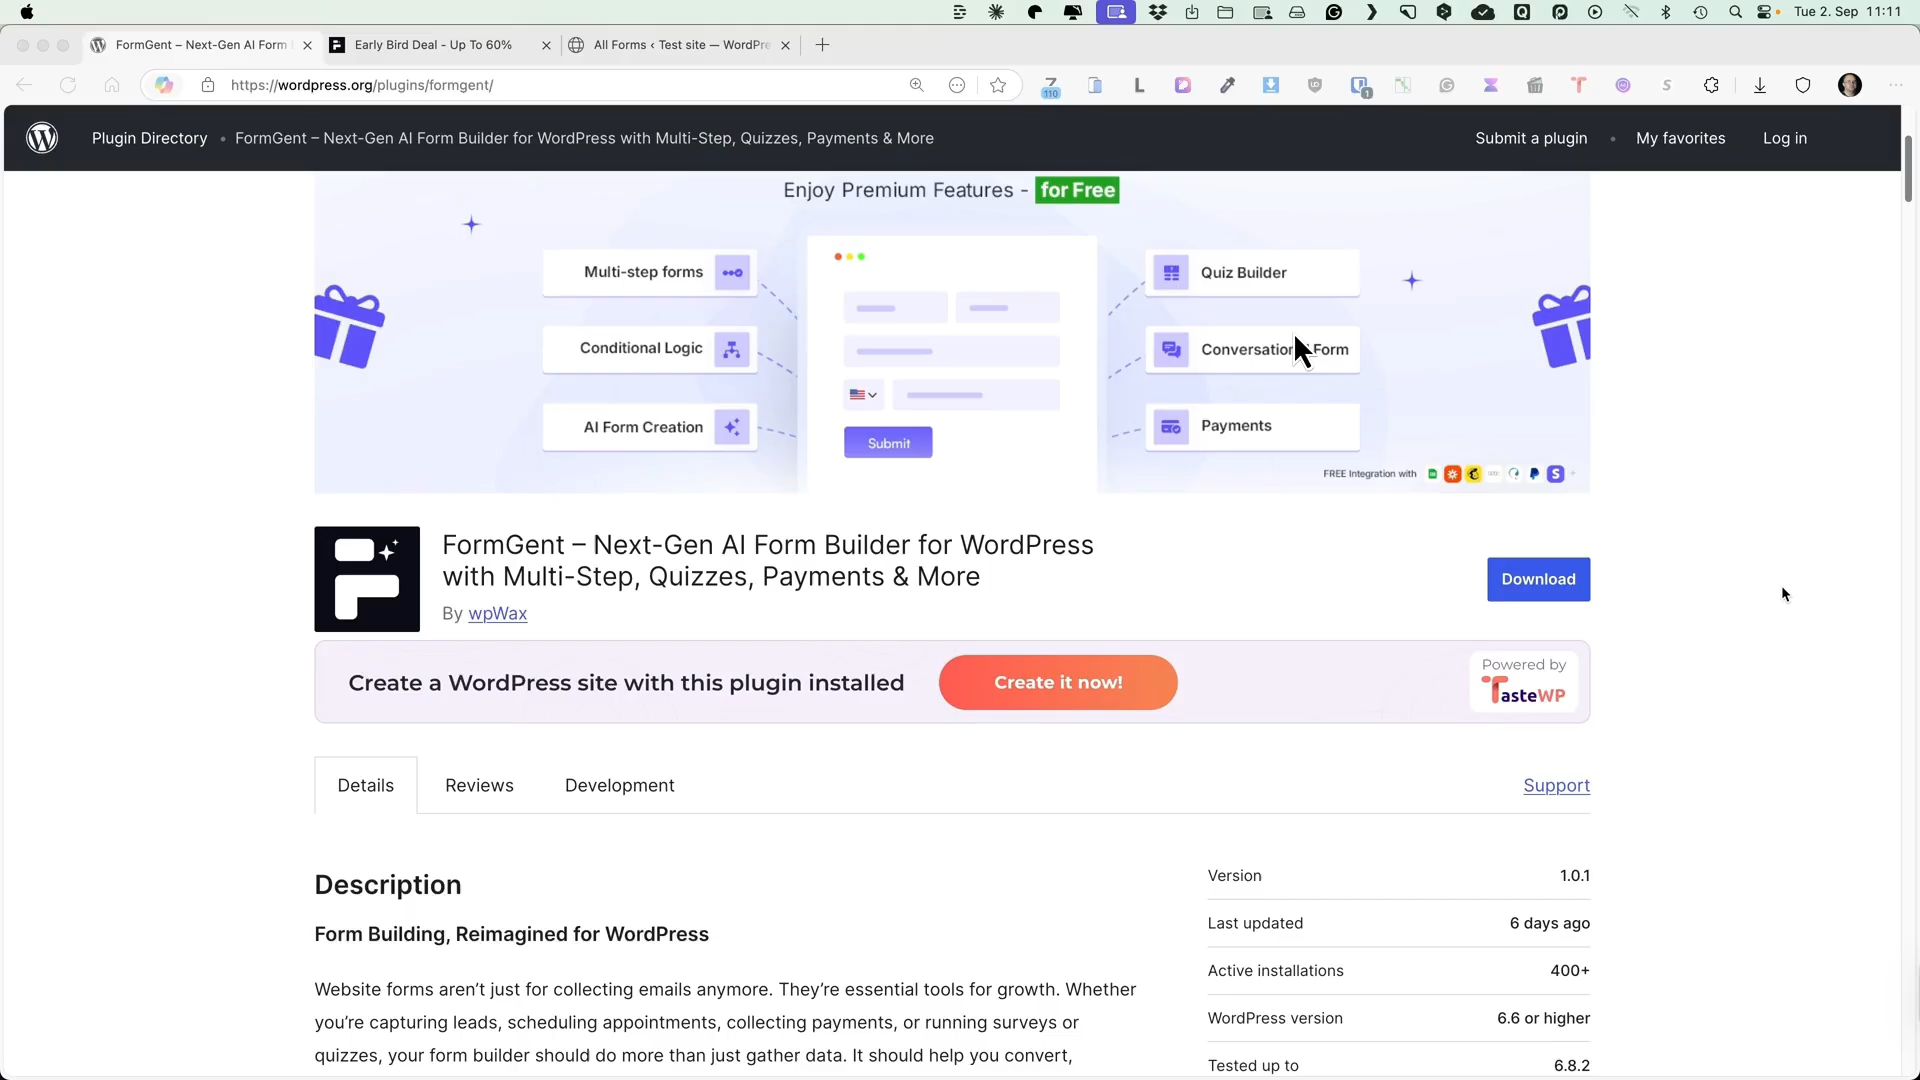 Tue 2. Sep 11:11
FormGent – Next-Gen AI Form
Early Bird Deal - Up To 60%
All Forms ‹ Test site — WordPre
https://wordpress.org/plugins/formgent/
110
L
1
T
S
Plugin Directory • FormGent – Next-Gen AI Form Builder for WordPress with Multi-Step, Quizzes, Payments & More
Submit a plugin • My favorites Log in
Enjoy Premium Features - for Free
Multi-step forms
Quiz Builder
Conditional Logic
Conversation Form
AI Form Creation
Payments
Submit
FREE Integration with
FormGent – Next-Gen AI Form Builder for WordPress
with Multi-Step, Quizzes, Payments & More
By wpWax
Download
Create a WordPress site with this plugin installed
Create it now!
Powered by
TasteWP
Details
Reviews
Development
Support
Description
Form Building, Reimagined for WordPress
Website forms aren’t just for collecting emails anymore. They’re essential tools for growth. Whether
you’re capturing leads, scheduling appointments, collecting payments, or running surveys or
quizzes, your form builder should do more than just gather data. It should help you convert,
Version 1.0.1
Last updated 6 days ago
Active installations 400+
WordPress version 6.6 or higher
Tested up to 6.8.2